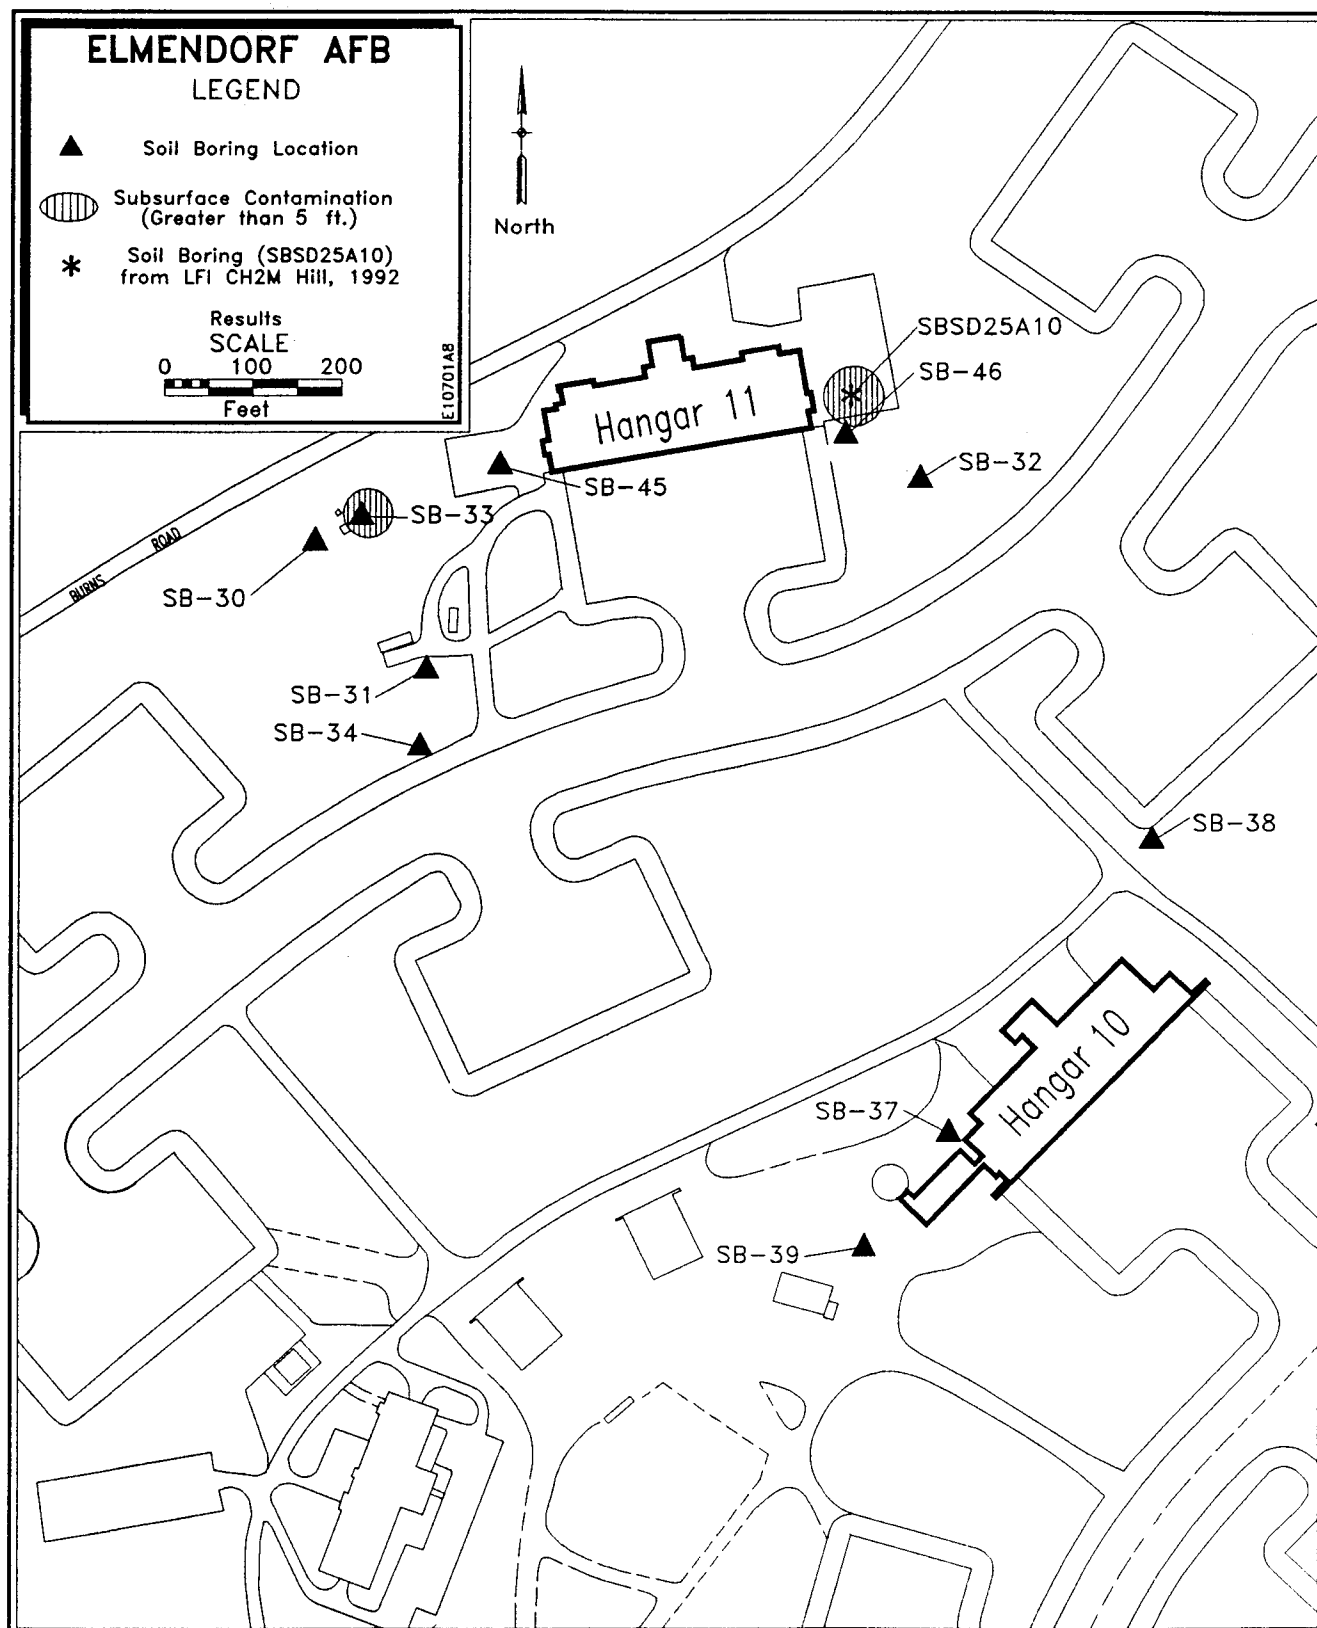 ELMENDORF AFB
LEGEND
Soil Boring Location
Subsurface Contamination
(Greater than 5 ft.)
Soil Boring (SBSD25A10)
from LFI CH2M Hill, 1992
Results
SCALE
0 100 200
Feet
E10701A8
North
SBSD25A10
SB-46
Hangar 11
SB-32
SB-45
SB-33
BURNS ROAD
SB-30
SB-31
SB-34
SB-38
Hangar 10
SB-37
SB-39